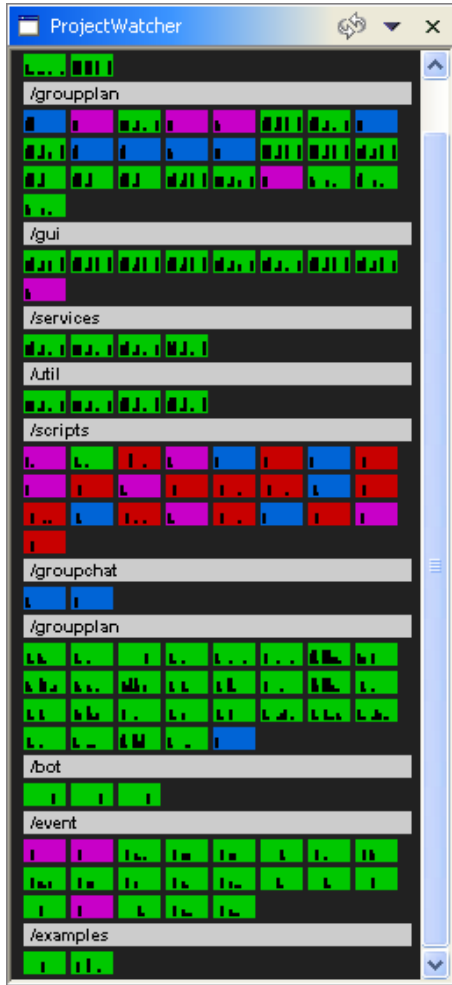 ProjectWatcher
/groupplan
/gui
/services
/util
/scripts
/groupchat
/groupplan
/bot
/event
/examples